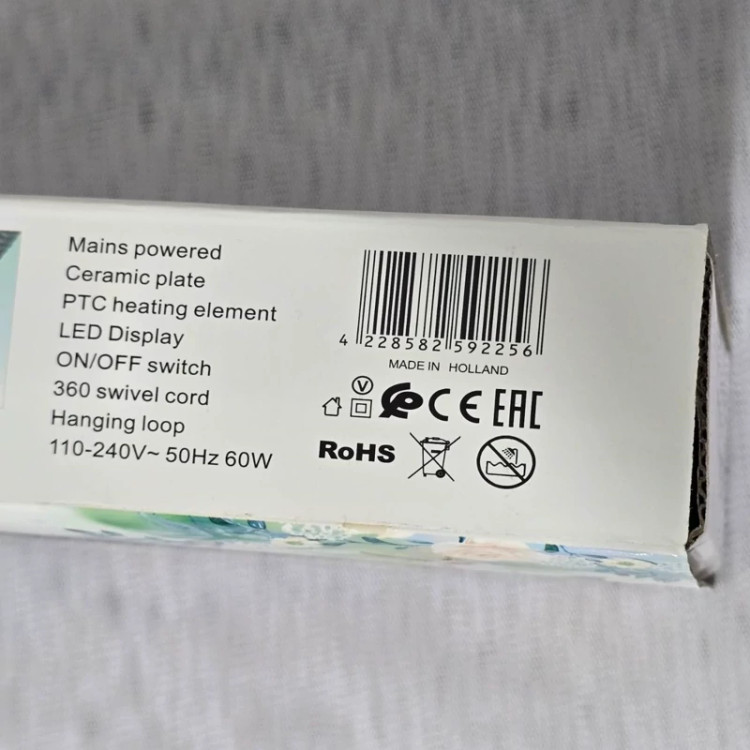 Mains powered
Ceramic plate
PTC heating element
LED Display
ON/OFF switch
360 swivel cord
Hanging loop
110-240V~ 50Hz 60W
4 228582 592256
MADE IN HOLLAND
V
CE EAC
RoHS